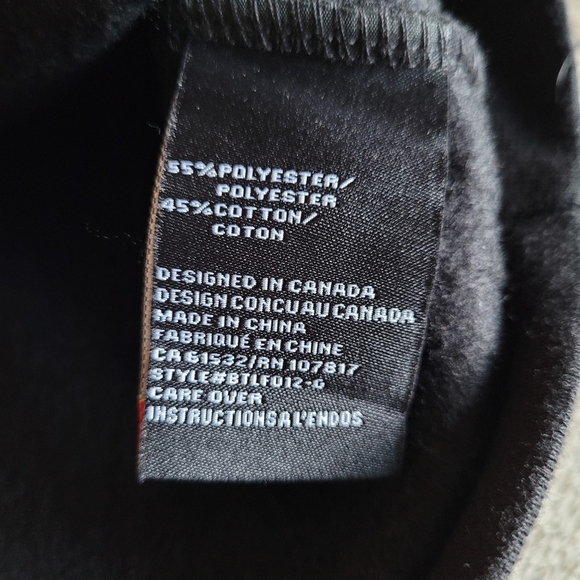 55%POLYESTER/
POLYESTER
45%COTTON/
COTON
DESIGNED IN CANADA
DESIGN CONCU AU CANADA
MADE IN CHINA
FABRIQUÉ EN CHINE
CA 61532/RN 107817
STYLE#BTLF012-G
CARE OVER
INSTRUCTIONS A L'ENDOS